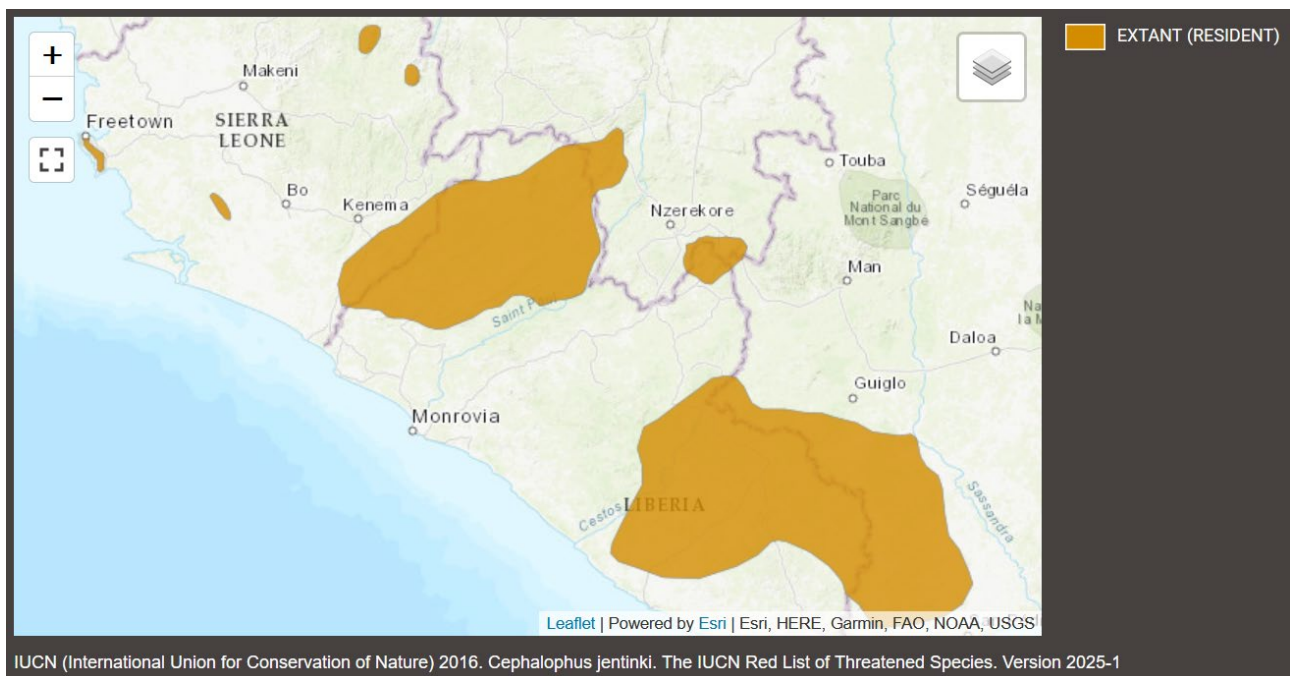 +
−
EXTANT (RESIDENT)
Makeni
Freetown
SIERRA
LEONE
Touba
Bo
Kenema
Nzerekore
Parc
National du
Mont Sangbé
Séguéla
Man
Na
la M
Saint Paul
Daloa
Guiglo
Monrovia
Cestos
LIBERIA
Sassandra
Leaflet | Powered by Esri | Esri, HERE, Garmin, FAO, NOAA, USGS
IUCN (International Union for Conservation of Nature) 2016. Cephalophus jentinki. The IUCN Red List of Threatened Species. Version 2025-1